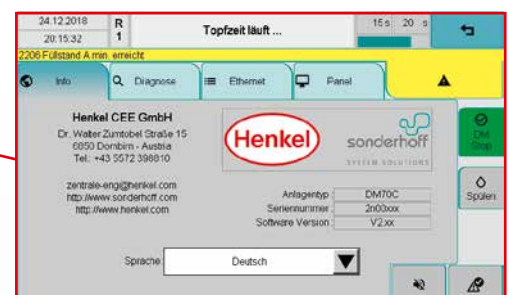 24.12.2018
20:15:32
R
1
Topfzeit läuft ...
15 s 20 s
2206 Füllstand A min. erreicht
Info
Diagnose
Ethernet
Panel
Henkel CEE GmbH
Dr. Walter Zumtobel Straße 15
6850 Dornbirn - Austria
Tel.: +43 5572 398810
zentrale-eng@henkel.com
http://www.sonderhoff.com
http://www.henkel.com
Henkel
sonderhoff
SYSTEM SOLUTIONS
Anlagentyp : DM70C
Seriennummer : 2n00xxx
Software Version : V2.xx
Sprache: Deutsch
DM
Stop
Spülen